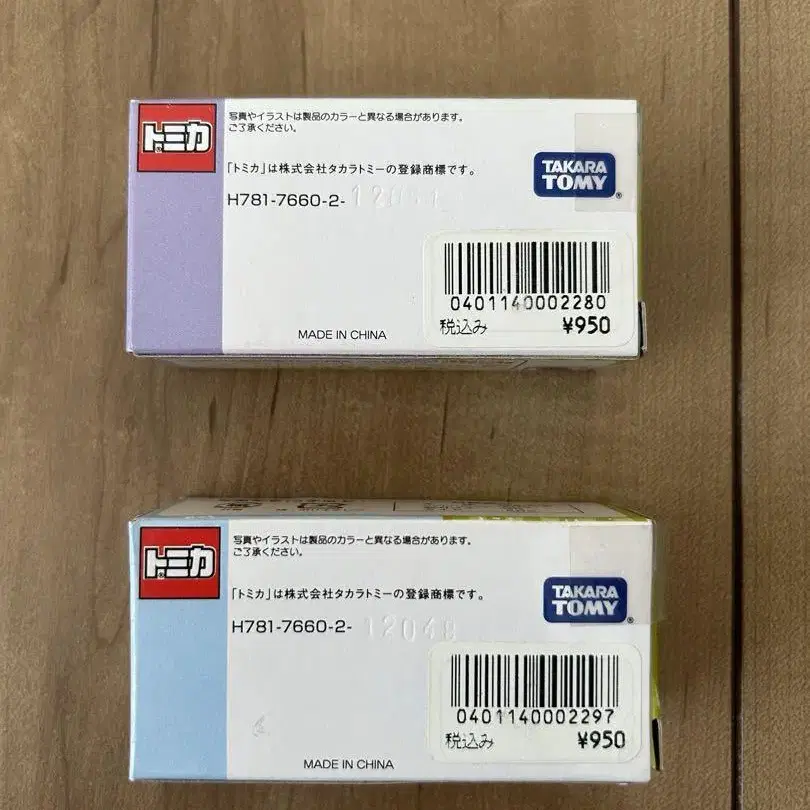 トミカ
写真やイラストは製品のカラーと異なる場合があります。
ご了承ください。
「トミカ」は株式会社タカラトミーの登録商標です。
TAKARA
TOMY
H781-7660-2-
0401140002280
税込み ¥950
MADE IN CHINA
トミカ
写真やイラストは製品のカラーと異なる場合があります。
ご了承ください。
「トミカ」は株式会社タカラトミーの登録商標です。
TAKARA
TOMY
H781-7660-2-12048
0401140002297
税込み ¥950
MADE IN CHINA